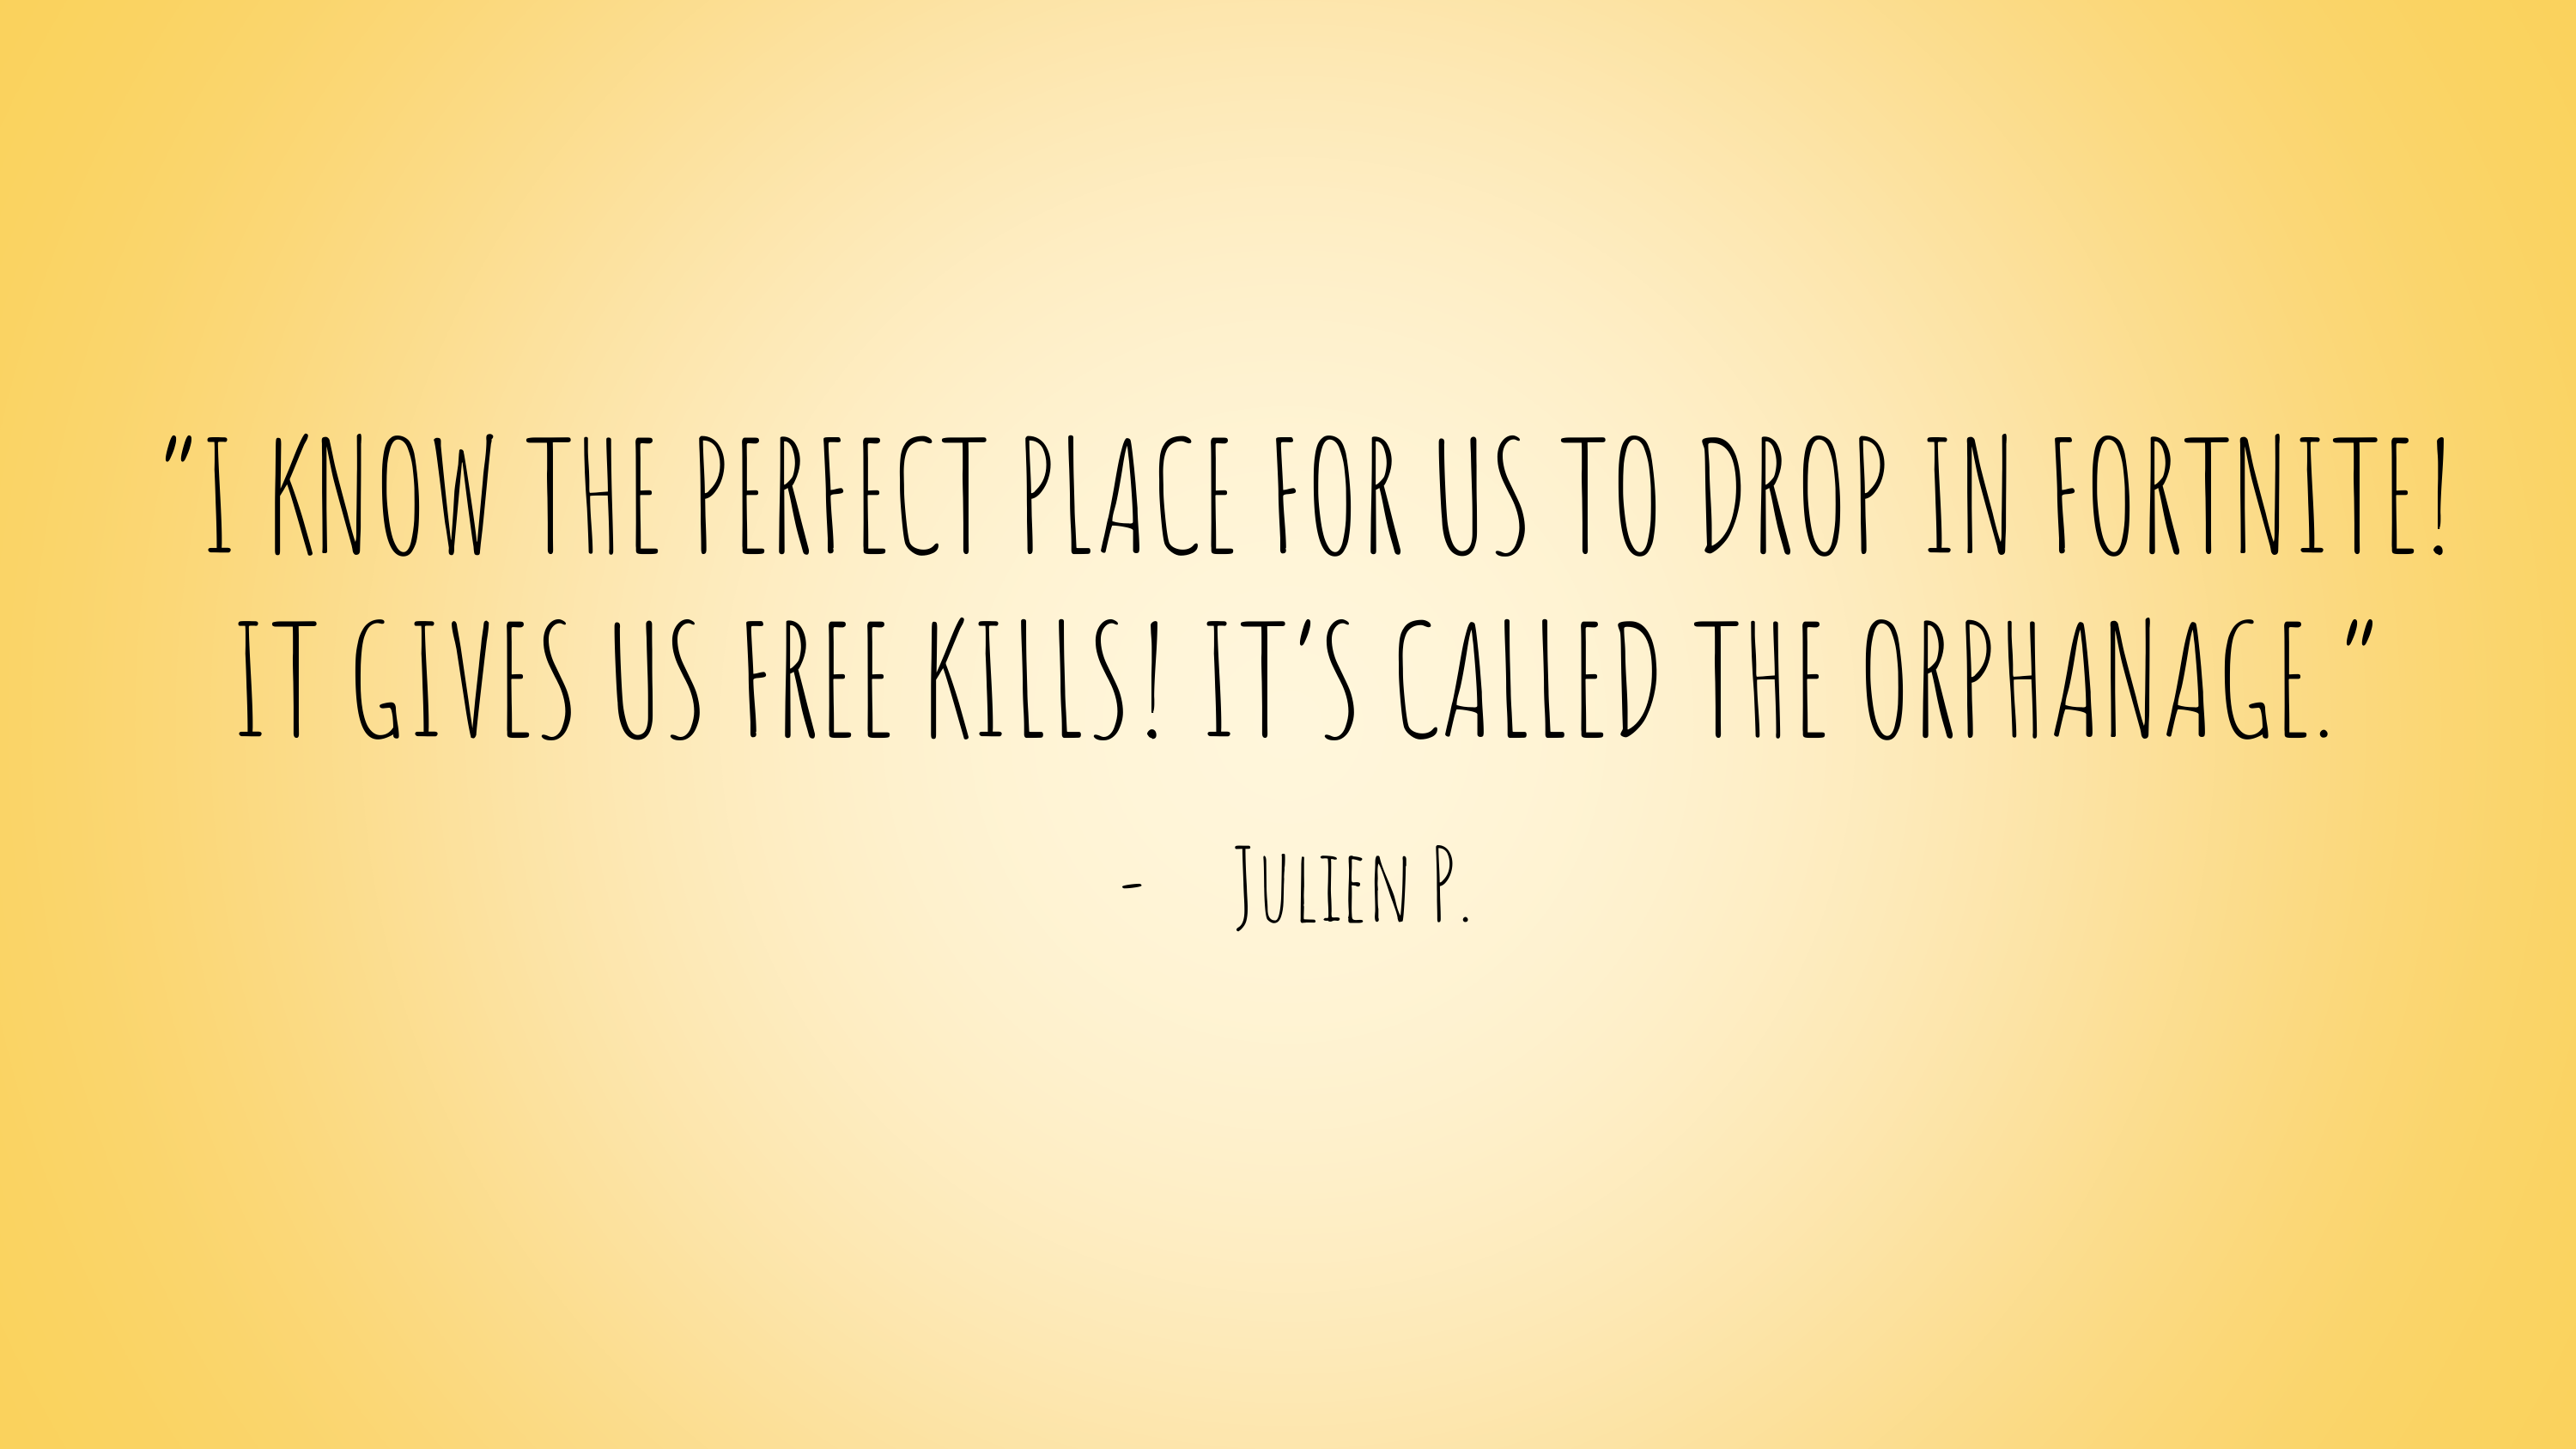 “I KNOW THE PERFECT PLACE FOR US TO DROP IN FORTNITE!
IT GIVES US FREE KILLS! IT’S CALLED THE ORPHANAGE.”
- JULIEN P.